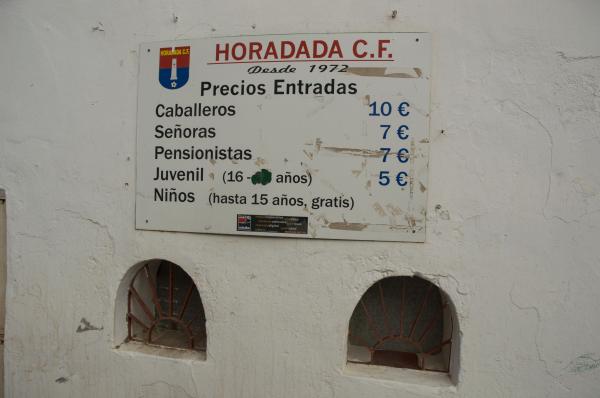 HORADADA C.F.
HORADADA C.F.
Desde 1972
Precios Entradas
Caballeros 10 €
Señoras 7 €
Pensionistas 7 €
Juvenil (16 - años) 5 €
Niños (hasta 15 años, gratis)